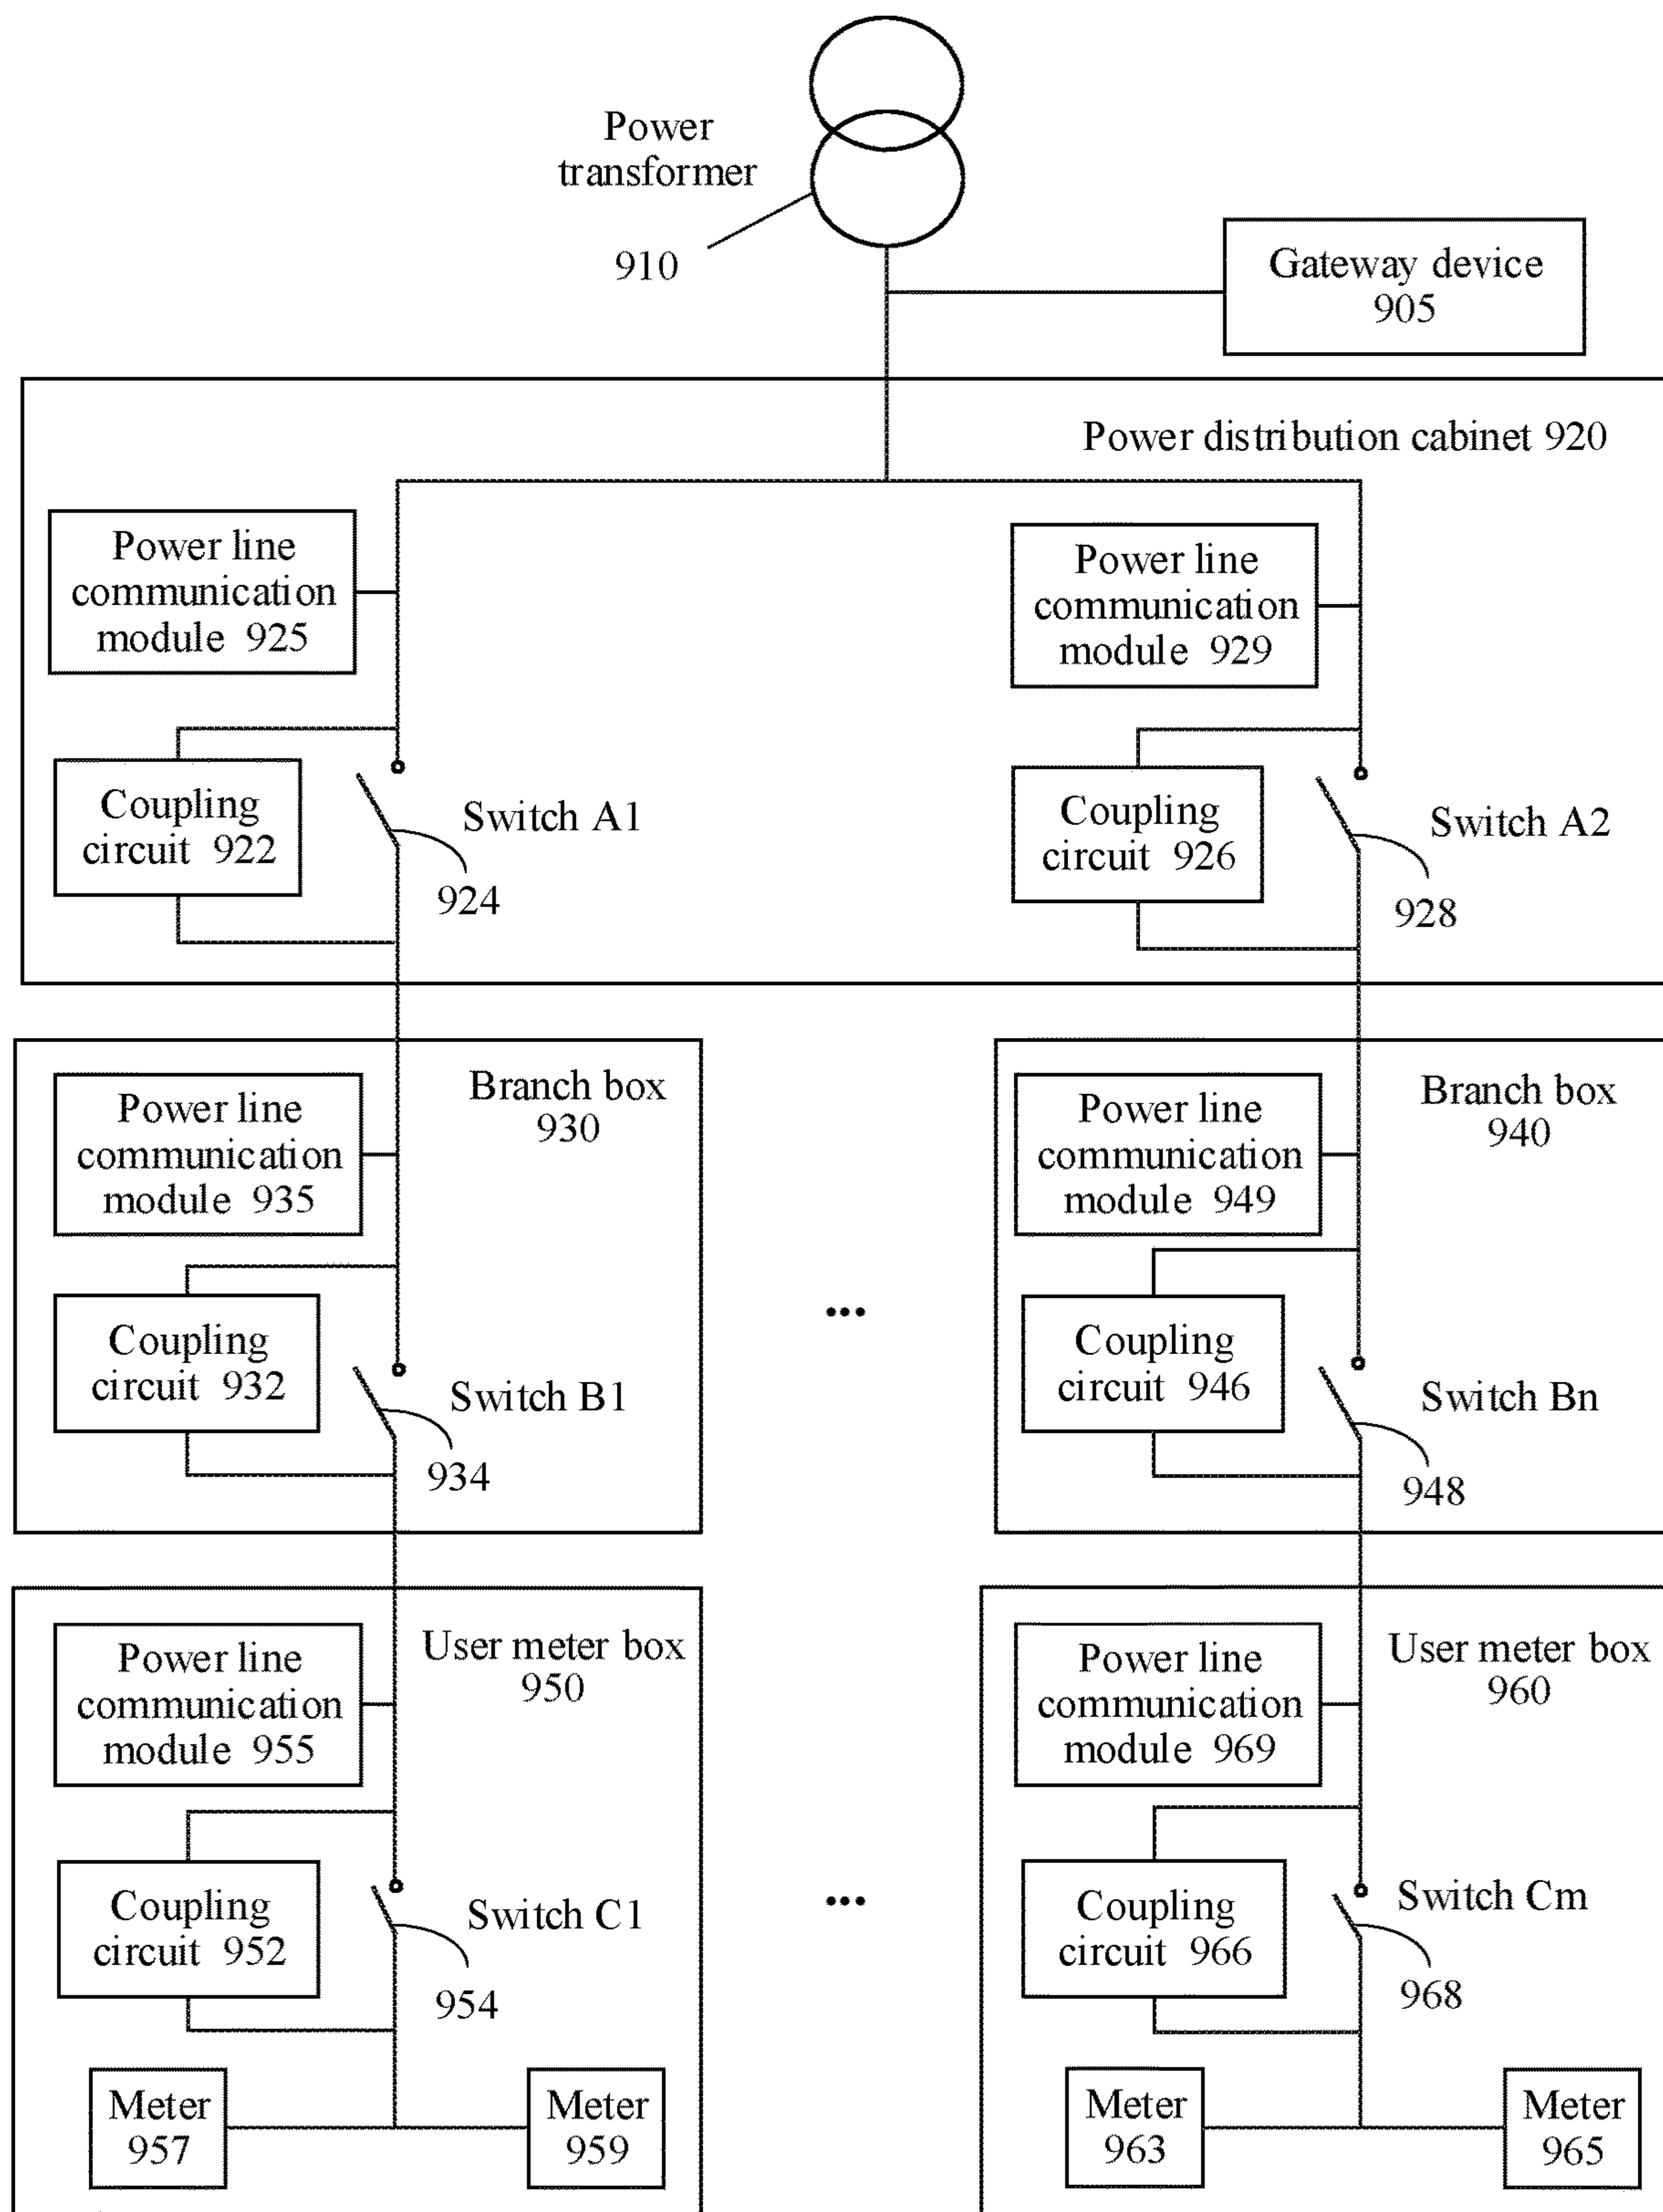 Power
transformer
910
Gateway device
905
Power distribution cabinet 920
Power line
communication
module 925
Power line
communication
module 929
Coupling
circuit 922
Switch A1
924
Coupling
circuit 926
Switch A2
928
Branch box
930
Power line
communication
module 935
Coupling
circuit 932
Switch B1
934
...
Branch box
940
Power line
communication
module 949
Coupling
circuit 946
Switch Bn
948
User meter box
950
Power line
communication
module 955
Coupling
circuit 952
Switch C1
954
Meter
957
Meter
959
...
User meter box
960
Power line
communication
module 969
Coupling
circuit 966
Switch Cm
968
Meter
963
Meter
965